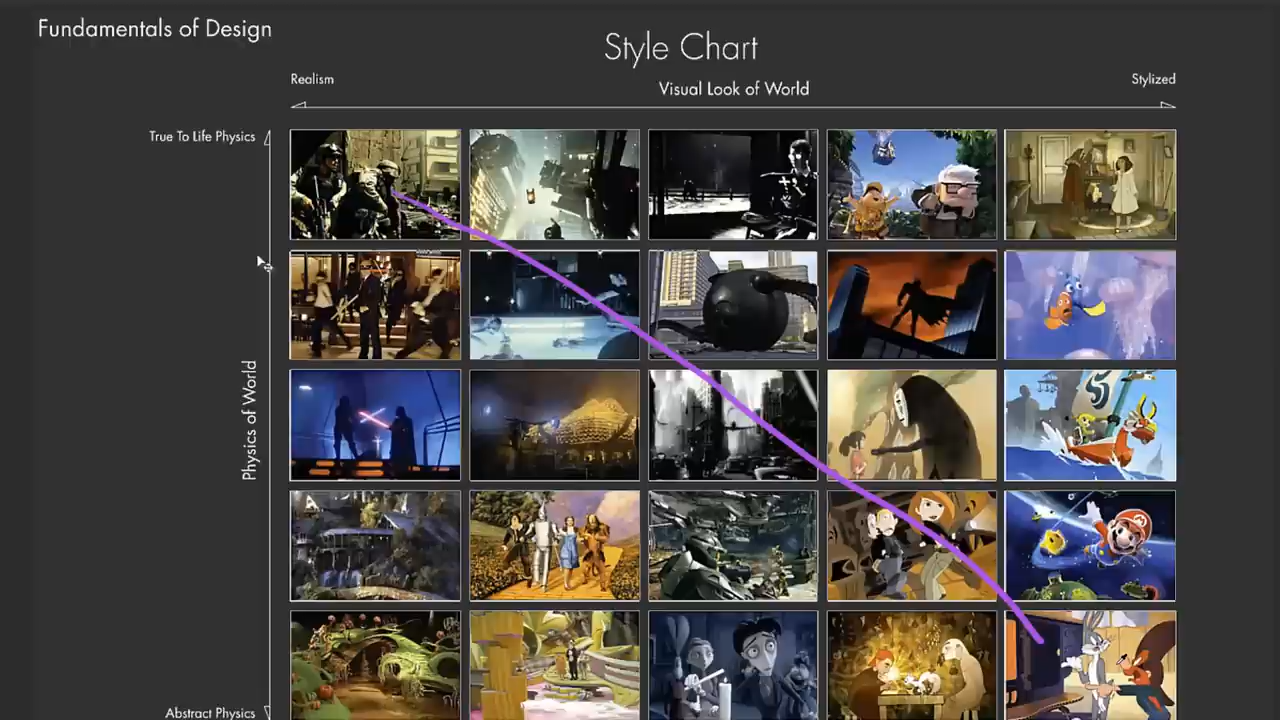 Fundamentals of Design
Style Chart
Realism
Visual Look of World
Stylized
True To Life Physics
Physics of World
Abstract Physics